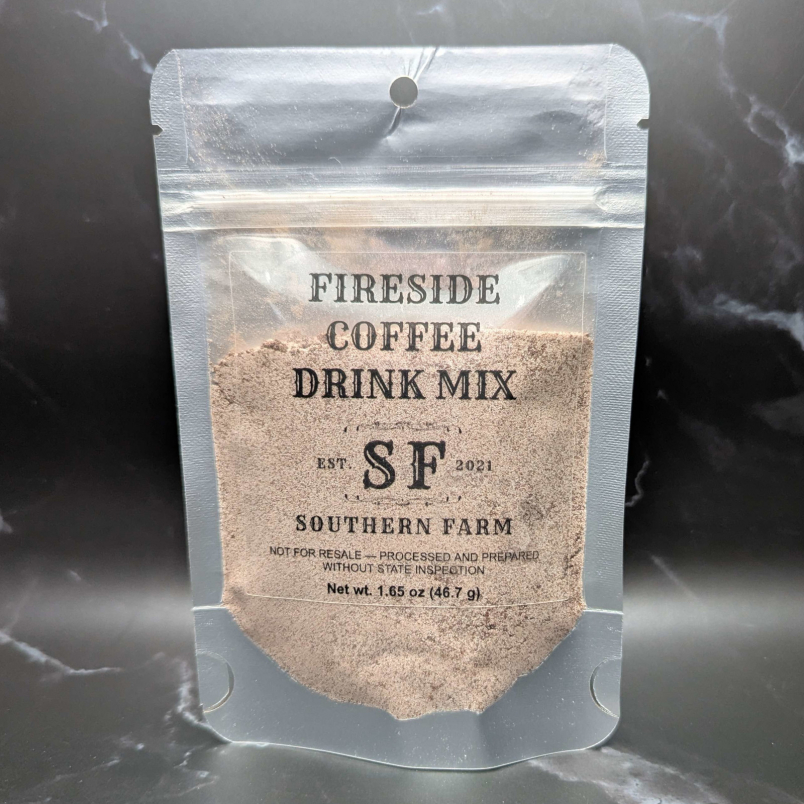 FIRESIDE
COFFEE
DRINK MIX
EST. SF 2021
SOUTHERN FARM
NOT FOR RESALE — PROCESSED AND PREPARED
WITHOUT STATE INSPECTION
Net wt. 1.65 oz (46.7 g)